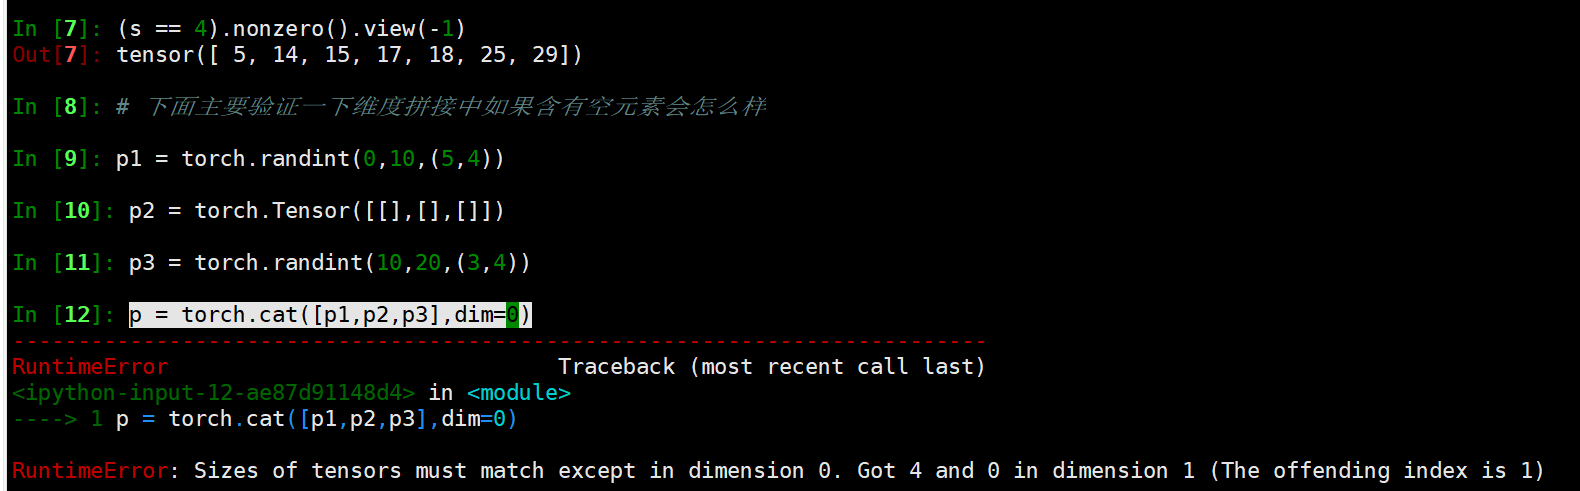 In [7]: (s == 4).nonzero().view(-1)
Out[7]: tensor([ 5, 14, 15, 17, 18, 25, 29])
In [8]: # 下面主要验证一下维度拼接中如果含有空元素会怎么样
In [9]: p1 = torch.randint(0,10,(5,4))
In [10]: p2 = torch.Tensor([[],[],[]])
In [11]: p3 = torch.randint(10,20,(3,4))
In [12]: p = torch.cat([p1,p2,p3],dim=0)
---------------------------------------------------------------------------
RuntimeError                              Traceback (most recent call last)
<ipython-input-12-ae87d91148d4> in <module>
----> 1 p = torch.cat([p1,p2,p3],dim=0)
RuntimeError: Sizes of tensors must match except in dimension 0. Got 4 and 0 in dimension 1 (The offending index is 1)